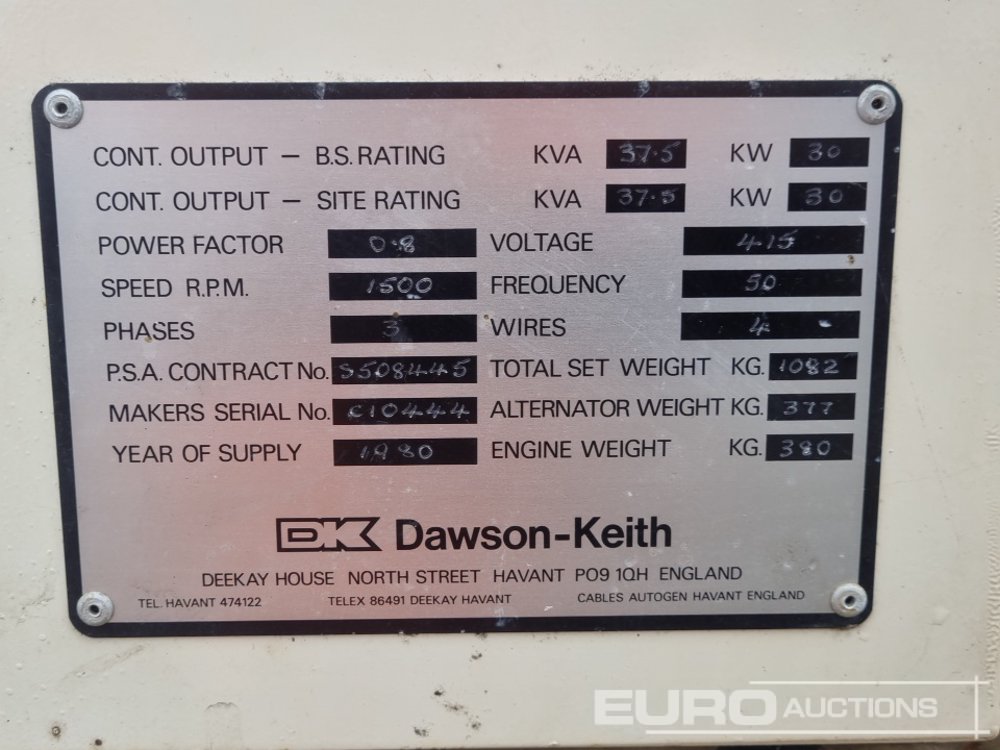 CONT. OUTPUT — B.S. RATING KVA 37.5 KW 30
CONT. OUTPUT — SITE RATING KVA 37.5 KW 30
POWER FACTOR 0.8 VOLTAGE 415
SPEED R.P.M. 1500 FREQUENCY 50
PHASES 3 WIRES 4
P.S.A. CONTRACT No. S508445 TOTAL SET WEIGHT KG. 1082
MAKERS SERIAL No. C10444 ALTERNATOR WEIGHT KG. 377
YEAR OF SUPPLY 1980 ENGINE WEIGHT KG. 380
DK Dawson-Keith
DEEKAY HOUSE NORTH STREET HAVANT PO9 1QH ENGLAND
TEL. HAVANT 474122 TELEX 86491 DEEKAY HAVANT CABLES AUTOGEN HAVANT ENGLAND
EURO AUCTIONS